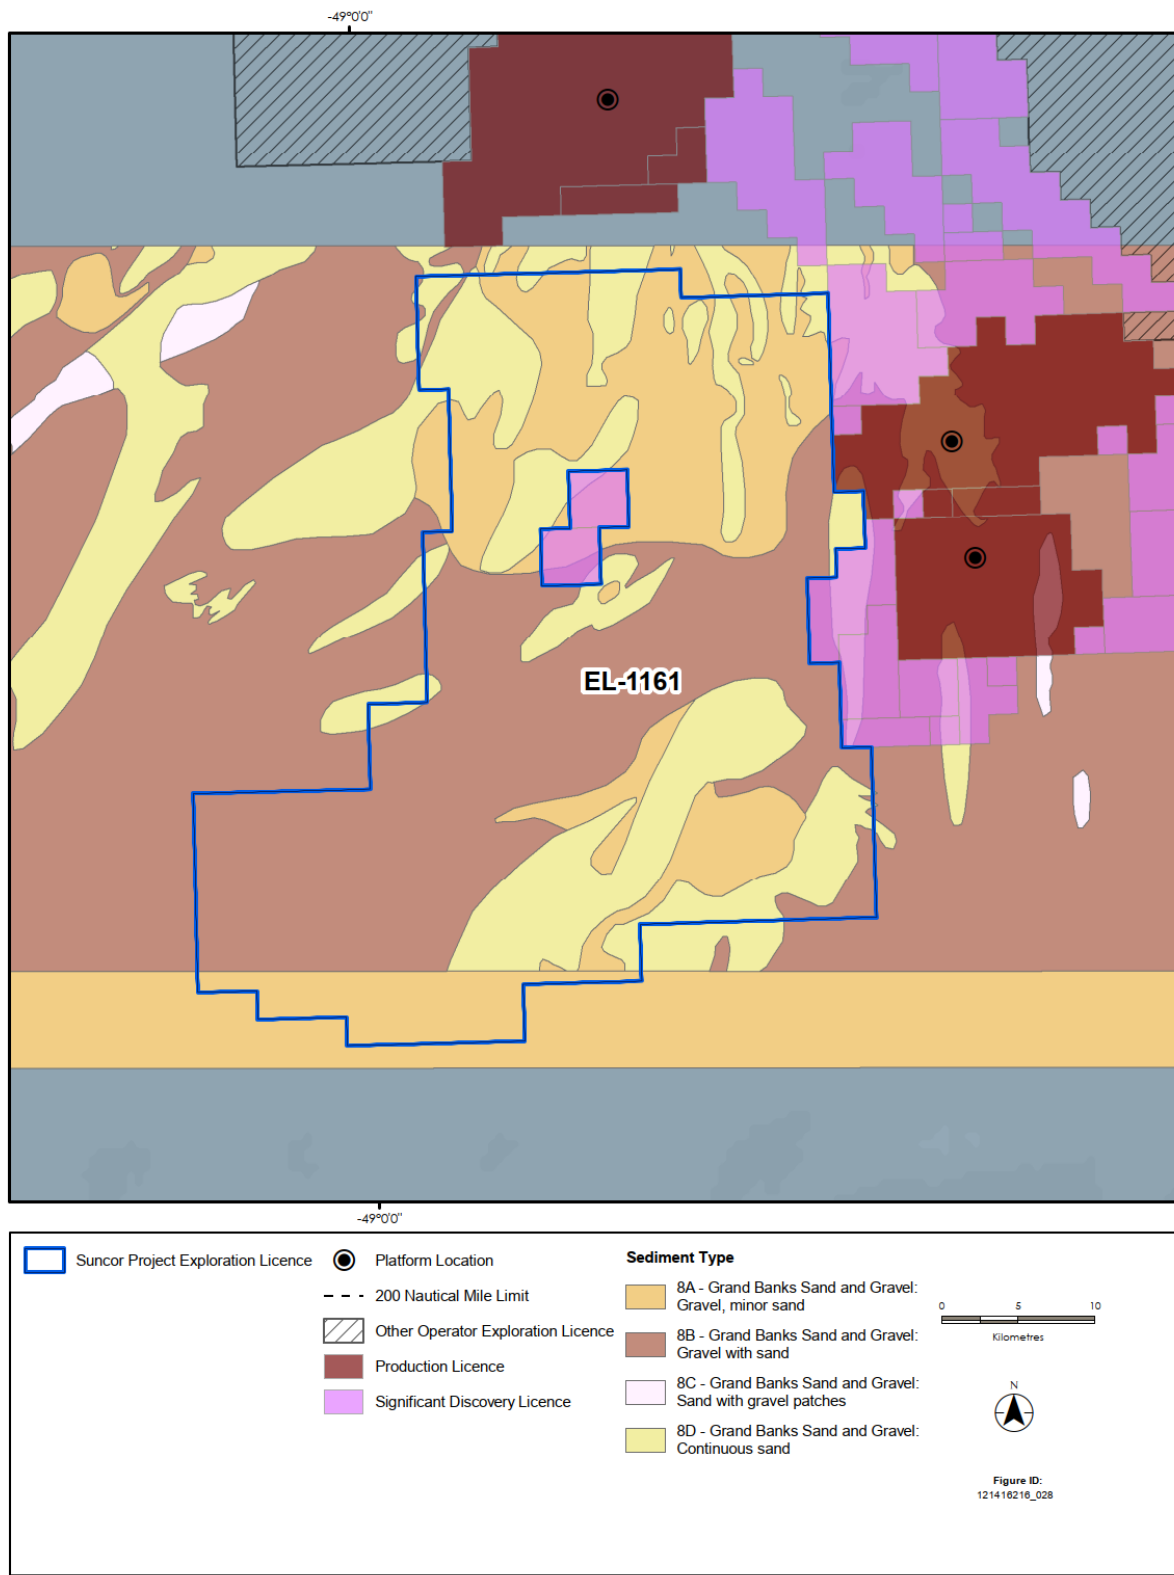 -49°0'0"
EL-1161
-49°0'0"
Suncor Project Exploration Licence
Platform Location
200 Nautical Mile Limit
Other Operator Exploration Licence
Production Licence
Significant Discovery Licence
Sediment Type
8A - Grand Banks Sand and Gravel:
Gravel, minor sand
8B - Grand Banks Sand and Gravel:
Gravel with sand
8C - Grand Banks Sand and Gravel:
Sand with gravel patches
8D - Grand Banks Sand and Gravel:
Continuous sand
0 5 10
Kilometres
N
Figure ID:
121416216_028